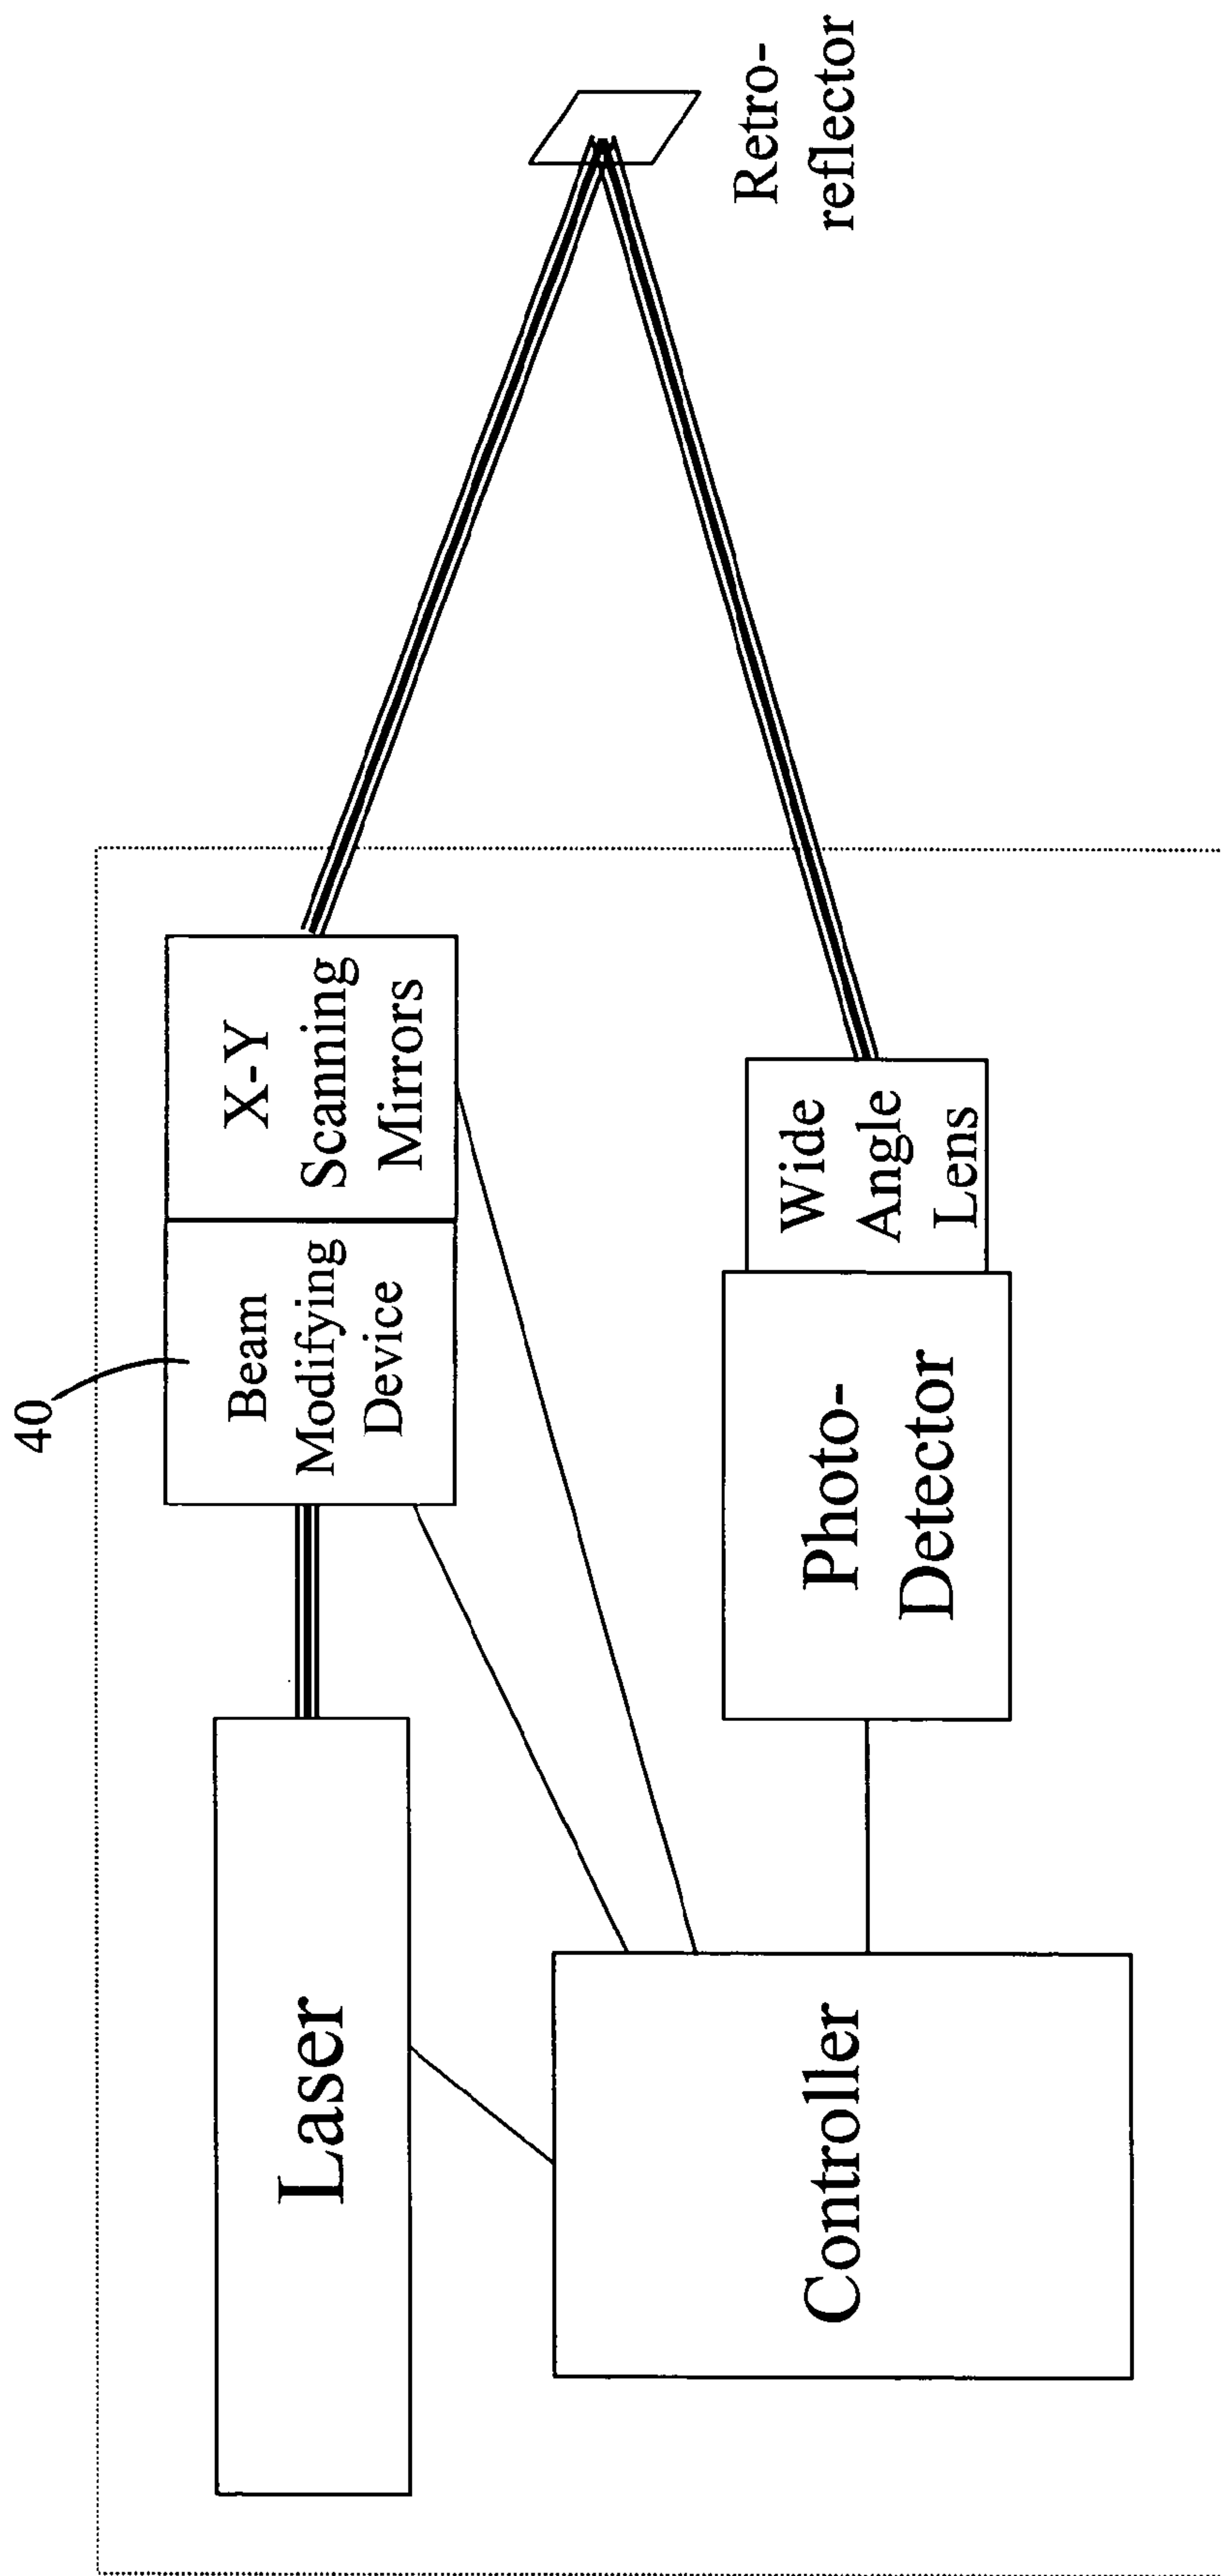 40
Laser
Beam
Modifying
Device
X-Y
Scanning
Mirrors
Retro-
reflector
Controller
Photo-
Detector
Wide
Angle
Lens